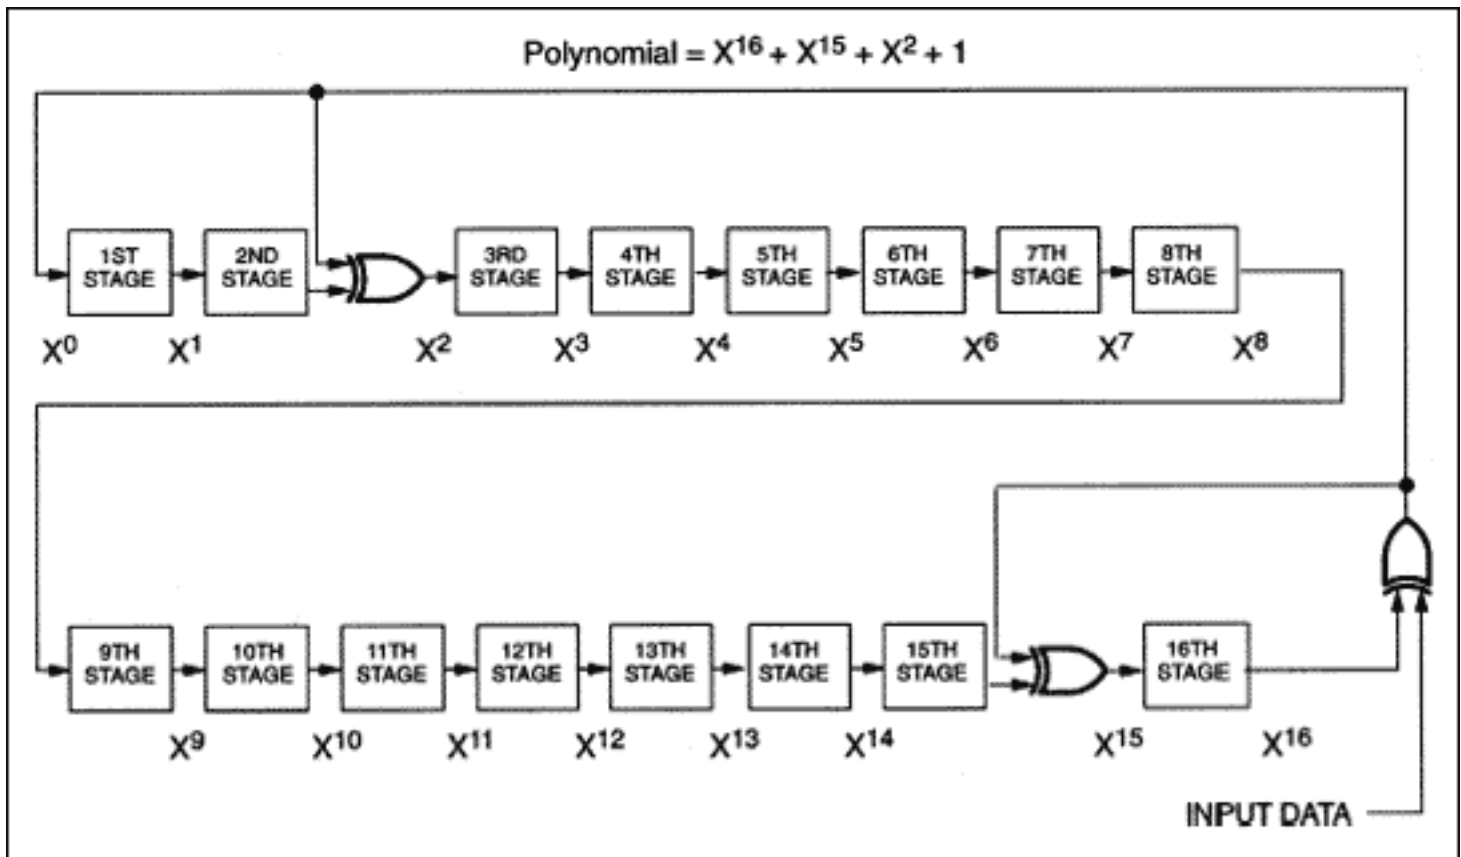 Polynomial = X¹⁶ + X¹⁵ + X² + 1
1ST
STAGE
2ND
STAGE
3RD
STAGE
4TH
STAGE
5TH
STAGE
6TH
STAGE
7TH
STAGE
8TH
STAGE
X⁰ X¹ X² X³ X⁴ X⁵ X⁶ X⁷ X⁸
9TH
STAGE
10TH
STAGE
11TH
STAGE
12TH
STAGE
13TH
STAGE
14TH
STAGE
15TH
STAGE
16TH
STAGE
X⁹ X¹⁰ X¹¹ X¹² X¹³ X¹⁴ X¹⁵ X¹⁶
INPUT DATA